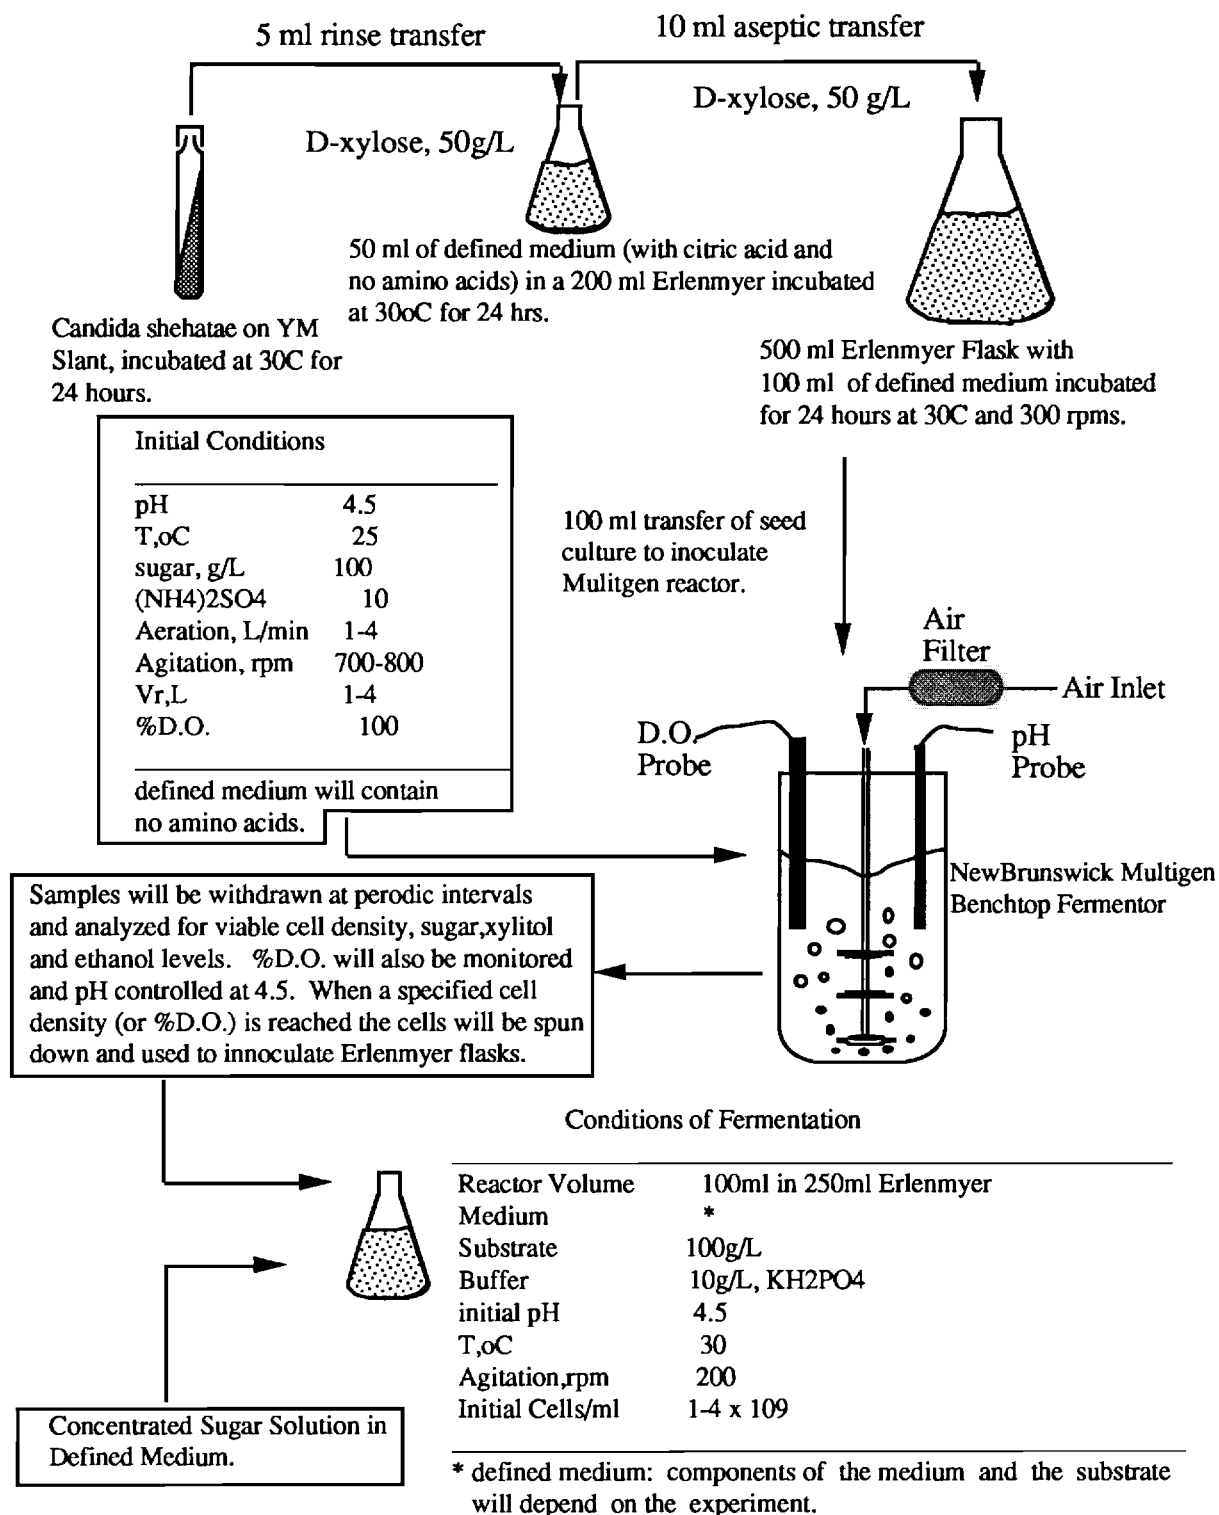 5 ml rinse transfer
10 ml aseptic transfer
D-xylose, 50g/L
D-xylose, 50 g/L
50 ml of defined medium (with citric acid and
no amino acids) in a 200 ml Erlenmyer incubated
at 30oC for 24 hrs.
Candida shehatae on YM
Slant, incubated at 30C for
24 hours.
500 ml Erlenmyer Flask with
100 ml of defined medium incubated
for 24 hours at 30C and 300 rpms.
Initial Conditions
pH 4.5
T,oC 25
sugar, g/L 100
(NH4)2SO4 10
Aeration, L/min 1-4
Agitation, rpm 700-800
Vr,L 1-4
%D.O. 100
defined medium will contain
no amino acids.
100 ml transfer of seed
culture to inoculate
Mulitgen reactor.
Air
Filter
Air Inlet
D.O.
Probe
pH
Probe
NewBrunswick Multigen
Benchtop Fermentor
Samples will be withdrawn at perodic intervals
and analyzed for viable cell density, sugar,xylitol
and ethanol levels. %D.O. will also be monitored
and pH controlled at 4.5. When a specified cell
density (or %D.O.) is reached the cells will be spun
down and used to innoculate Erlenmyer flasks.
Conditions of Fermentation
Reactor Volume 100ml in 250ml Erlenmyer
Medium *
Substrate 100g/L
Buffer 10g/L, KH2PO4
initial pH 4.5
T,oC 30
Agitation,rpm 200
Initial Cells/ml 1-4 x 109
Concentrated Sugar Solution in
Defined Medium.
* defined medium: components of the medium and the substrate
will depend on the experiment.